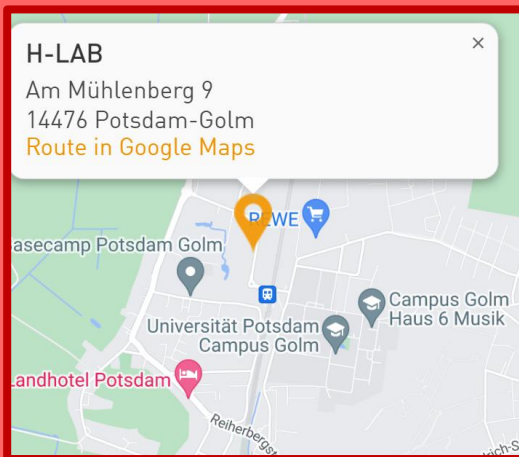 H-LAB
Am Mühlenberg 9
14476 Potsdam-Golm
Route in Google Maps
REWE
asecamp Potsdam Golm
Campus Golm
Haus 6 Musik
Universität Potsdam
Campus Golm
Landhotel Potsdam
Reiherbergst
rich-S